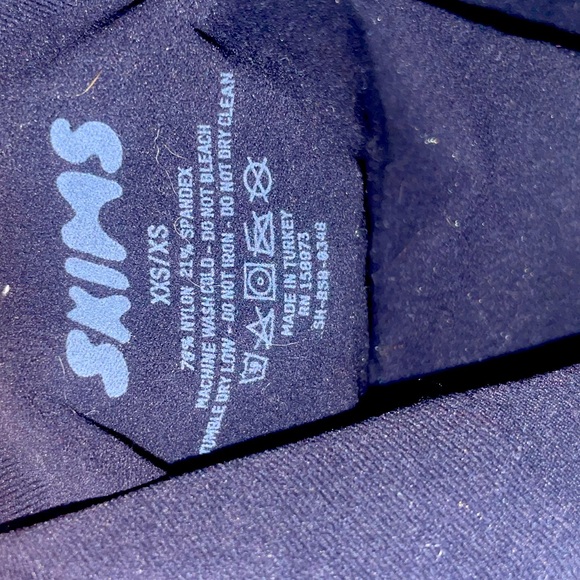 SKIMS
XXS/XS
79% NYLON 21% SPANDEX
MACHINE WASH COLD - DO NOT BLEACH
TUMBLE DRY LOW - DO NOT IRON - DO NOT DRY CLEAN
MADE IN TURKEY
RN 158973